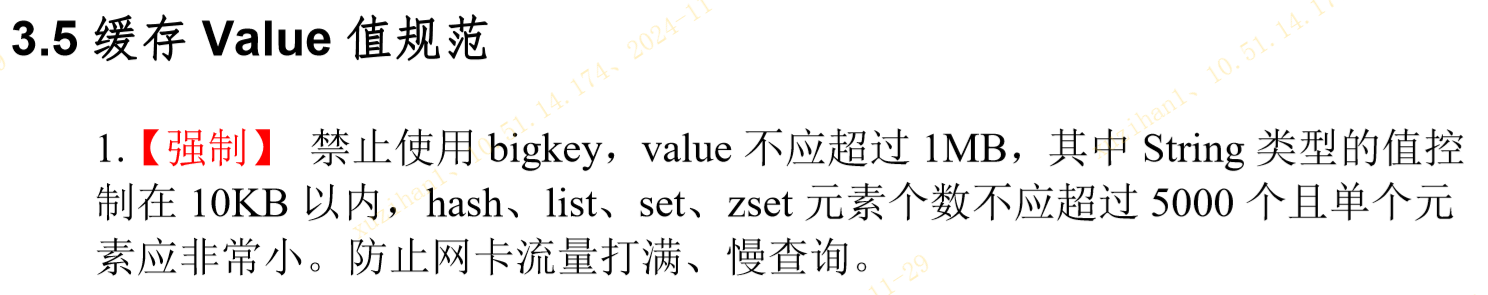 3.5 缓存 Value 值规范
1.【强制】 禁止使用 bigkey，value 不应超过 1MB，其中 String 类型的值控
制在 10KB 以内，hash、list、set、zset 元素个数不应超过 5000 个且单个元
素应非常小。防止网卡流量打满、慢查询。